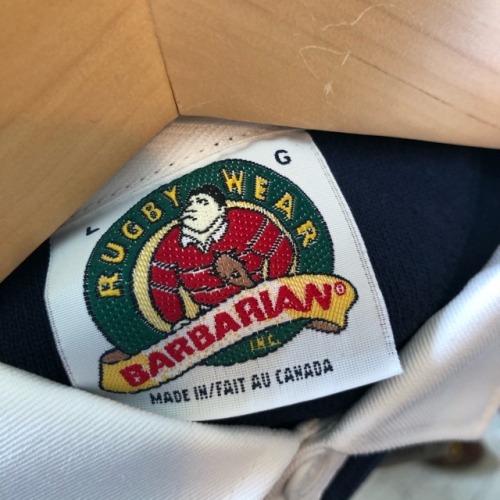 L G
RUGBY WEAR
BARBARIAN®
INC.
MADE IN/FAIT AU CANADA